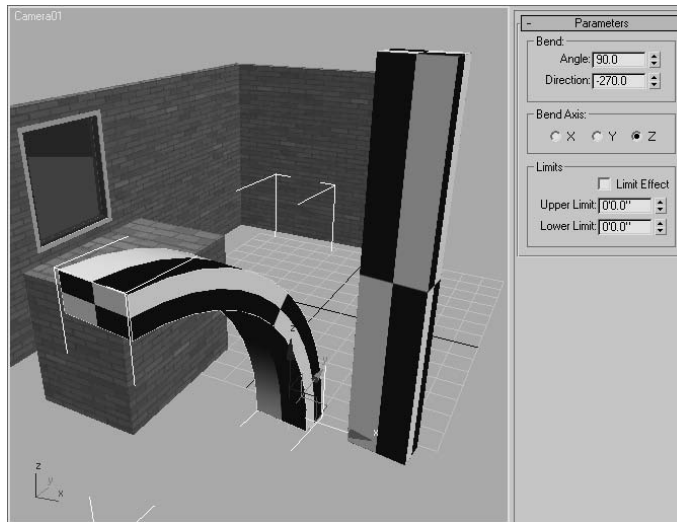 Camera01
z
y
x
z
y
x
- Parameters
Bend:
Angle: 90.0
Direction: -270.0
Bend Axis:
X Y Z
Limits
Limit Effect
Upper Limit: 0'0.0"
Lower Limit: 0'0.0"